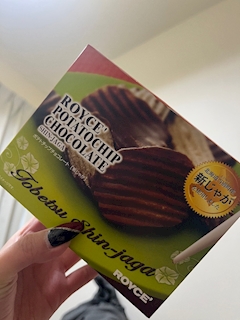 ROYCE'
POTATOCHIP
CHOCOLATE
SHIN-JAGA
新じゃが
Tobetsu Shin-jaga
ROYCE'